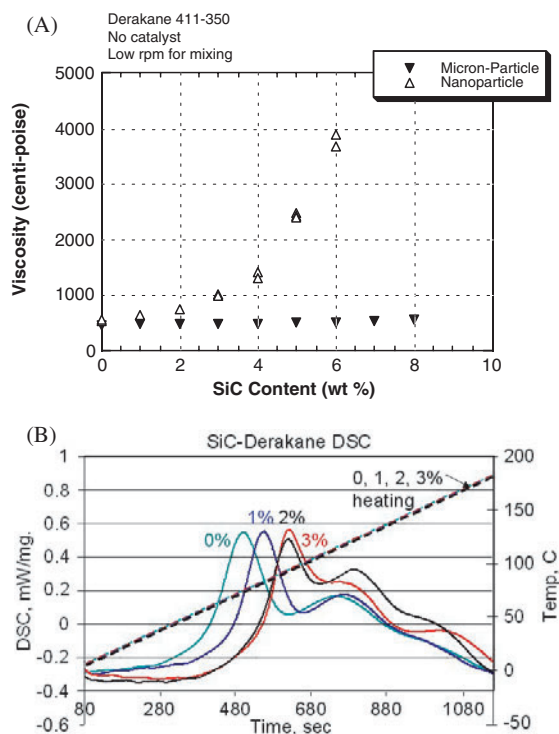 (A)
Derakane 411-350
No catalyst
Low rpm for mixing
Micron-Particle
Nanoparticle
Viscosity (centi-poise)
5000
4000
3000
2000
1000
0
0 2 4 6 8 10
SiC Content (wt %)
(B)
SiC-Derakane DSC
DSC, mW/mg.
1
0.8
0.6
0.4
0.2
0
-0.2
-0.4
-0.6
0, 1, 2, 3%
heating
0%
1%
2%
3%
200
150
100
50
0
-50
Temp, C
80 280 480 680 880 1080
Time, sec